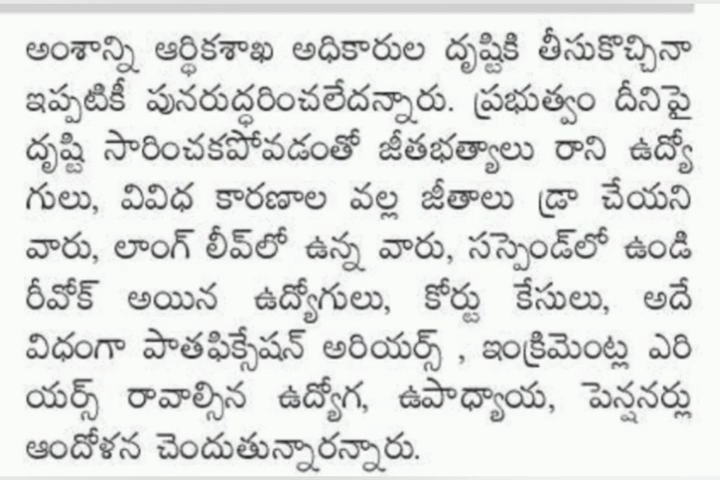 అంశాన్ని ఆర్థికశాఖ అధికారుల దృష్టికి తీసుకొచ్చినా
ఇప్పటికీ పునరుద్ధరించలేదన్నారు. ప్రభుత్వం దీనిపై
దృష్టి సారించకపోవడంతో జీతభత్యాలు రాని ఉద్యో
గులు, వివిధ కారణాల వల్ల జీతాలు డ్రా చేయని
వారు, లాంగ్ లీవ్‌లో ఉన్న వారు, సస్పెండ్‌లో ఉండి
రీవోక్ అయిన ఉద్యోగులు, కోర్టు కేసులు, అదే
విధంగా పాతఫిక్సేషన్ అరియర్స్ , ఇంక్రిమెంట్ల ఎరి
యర్స్ రావాల్సిన ఉద్యోగ, ఉపాధ్యాయ, పెన్షనర్లు
ఆందోళన చెందుతున్నారన్నారు.